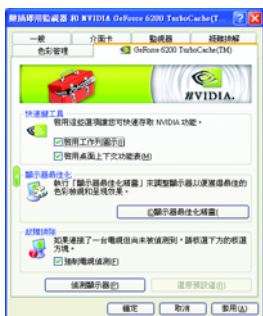 隨插即用監視器 和 NVIDIA GeForce 6200 TurboCache(T...
一般
介面卡
監視器
疑難排解
色彩管理
GeForce 6200 TurboCache(TM)
NVIDIA.
快速鍵工具
啟用這些選項讓您可快速存取 NVIDIA 功能。
啟用工作列圖示(I)
啟用桌面上下文功能表(M)
顯示器最佳化
執行「顯示器最佳化精靈」來調整顯示器以便獲得最佳的
色彩檢視和呈現效果。
顯示器最佳化精靈(
故障排除
如果連接了一台電視但尚未被偵測到，請核選下方的核選
方塊。
強制電視偵測(F)
偵測顯示器(E)
還原預設值(R)
確定
取消
套用(A)